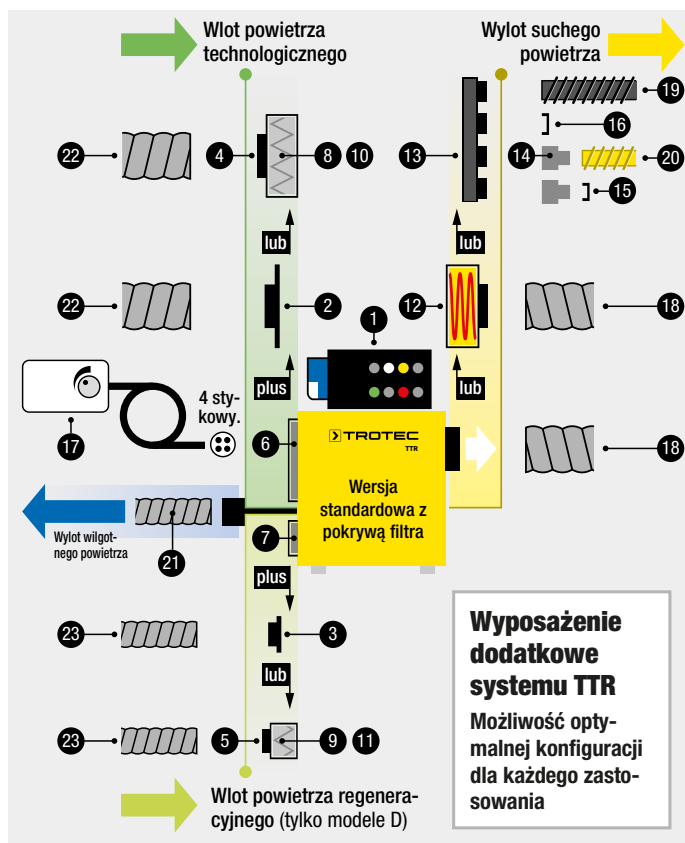 Wlot powietrza
technologicznego
Wylot suchego
powietrza
19
16
22
4
8
10
13
14
20
15
lub
lub
22
2
12
18
1
plus
lub
4 sty-
kowy.
17
6
TROTEC
TTR
18
Wersja
standardowa z
pokrywą filtra
Wylot wilgot-
nego powietrza
21
7
plus
23
3
lub
23
5
9
11
Wyposażenie
dodatkowe
systemu TTR
Możliwość opty-
malnej konfiguracji
dla każdego zasto-
sowania
Wlot powietrza regenera-
cyjnego (tylko modele D)